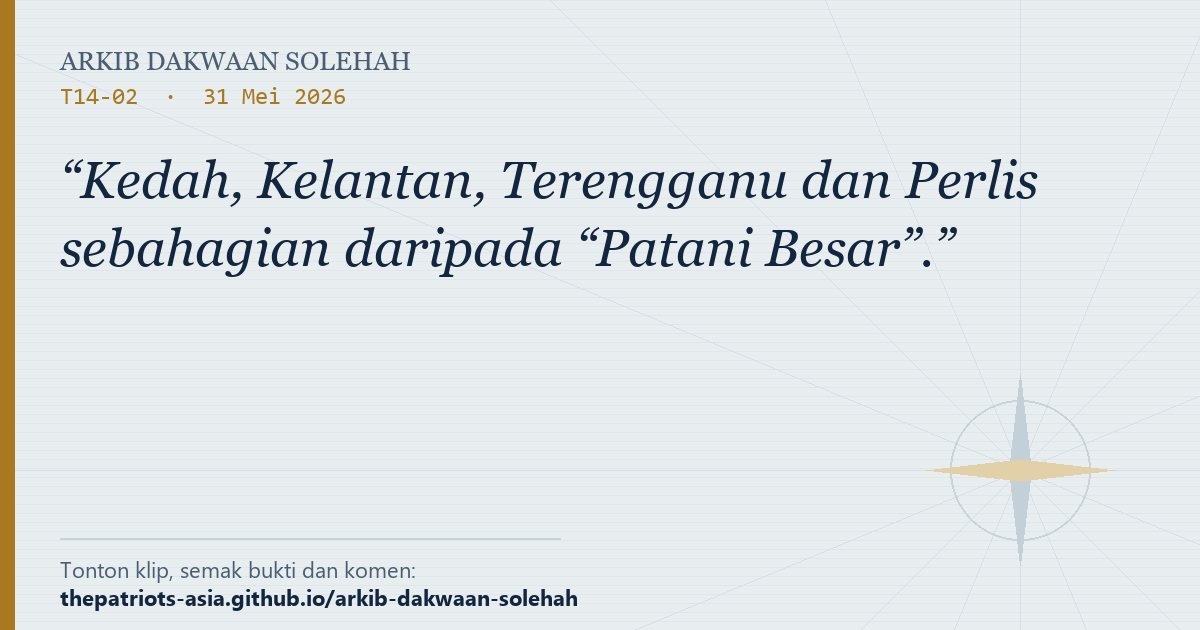 ARKIB DAKWAAN SOLEHAH
T14-02 · 31 Mei 2026
“Kedah, Kelantan, Terengganu dan Perlis
sebahagian daripada “Patani Besar”.”
Tonton klip, semak bukti dan komen:
thepatriots-asia.github.io/arkib-dakwaan-solehah